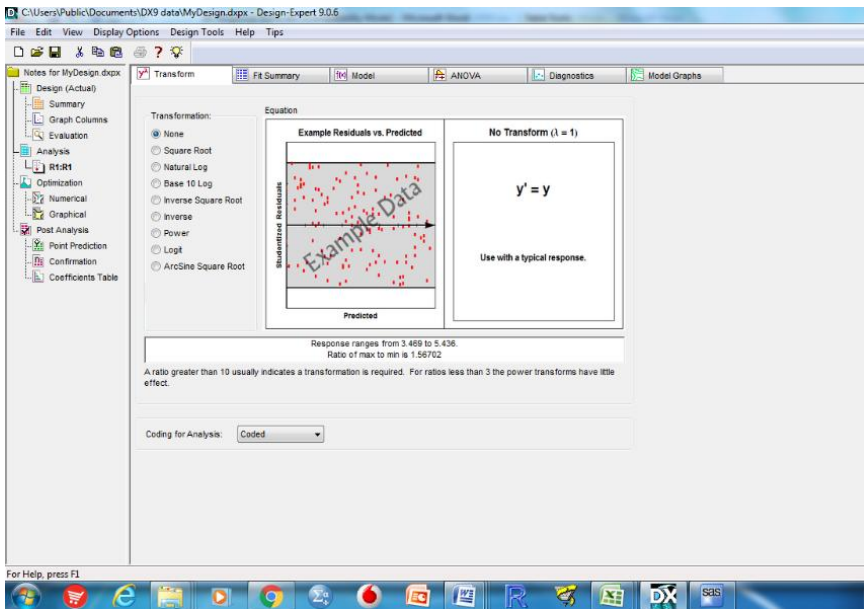 C:\Users\Public\Documents\DX9 data\MyDesign.dxpx - Design-Expert 9.0.6
File Edit View Display Options Design Tools Help Tips
Notes for MyDesign.dxpx
Design (Actual)
Summary
Graph Columns
Evaluation
Analysis
R1:R1
Optimization
Numerical
Graphical
Post Analysis
Point Prediction
Confirmation
Coefficients Table
Transform
Fit Summary
Model
ANOVA
Diagnostics
Model Graphs
Transformation:
None
Square Root
Natural Log
Base 10 Log
Inverse Square Root
Inverse
Power
Logit
ArcSine Square Root
Equation
Example Residuals vs. Predicted
Studentized Residuals
Example Data
Predicted
No Transform (λ = 1)
y' = y
Use with a typical response.
Response ranges from 3.469 to 5.436.
Ratio of max to min is 1.56702
A ratio greater than 10 usually indicates a transformation is required. For ratios less than 3 the power transforms have little
effect.
Coding for Analysis: Coded
For Help, press F1
DX
sas